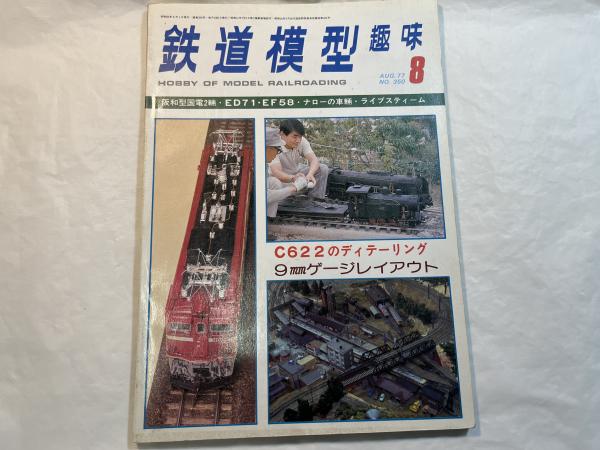 鉄道模型趣味
HOBBY OF MODEL RAILROADING
AUG. 77
NO. 350
8
阪和型国電2輛・ED71・EF58・ナローの車輛・ライブスティーム
C622のディテーリング
9mmゲージレイアウト